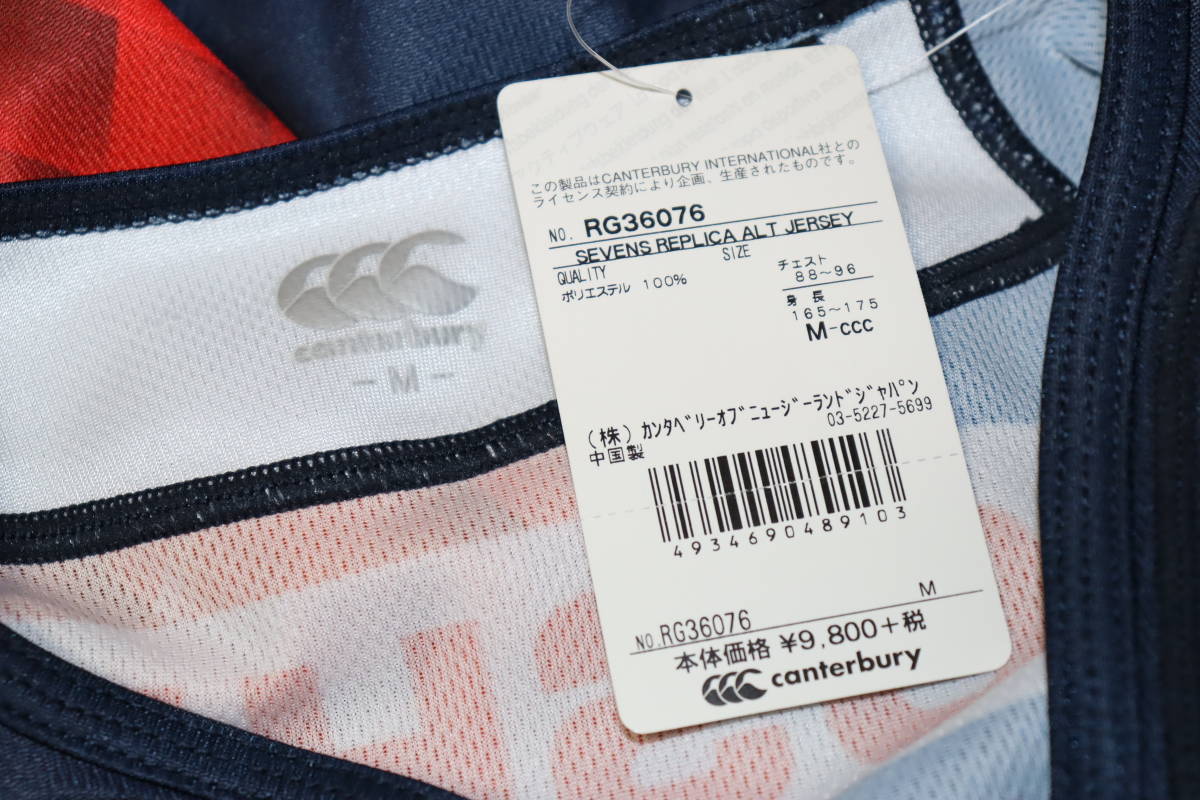 canterbury
- M -
この製品はCANTERBURY INTERNATIONAL社との
ライセンス契約により企画、生産されたものです。
NO. RG36076
SEVENS REPLICA ALT JERSEY
QUALITY SIZE
ポリエステル 100%
チェスト
88~96
身 長
165~175
M-ccc
(株) カンタベリーオブニュージーランドジャパン
03-5227-5699
中国製
4934690489103
M
NO.RG36076
本体価格 ¥9,800+税
canterbury